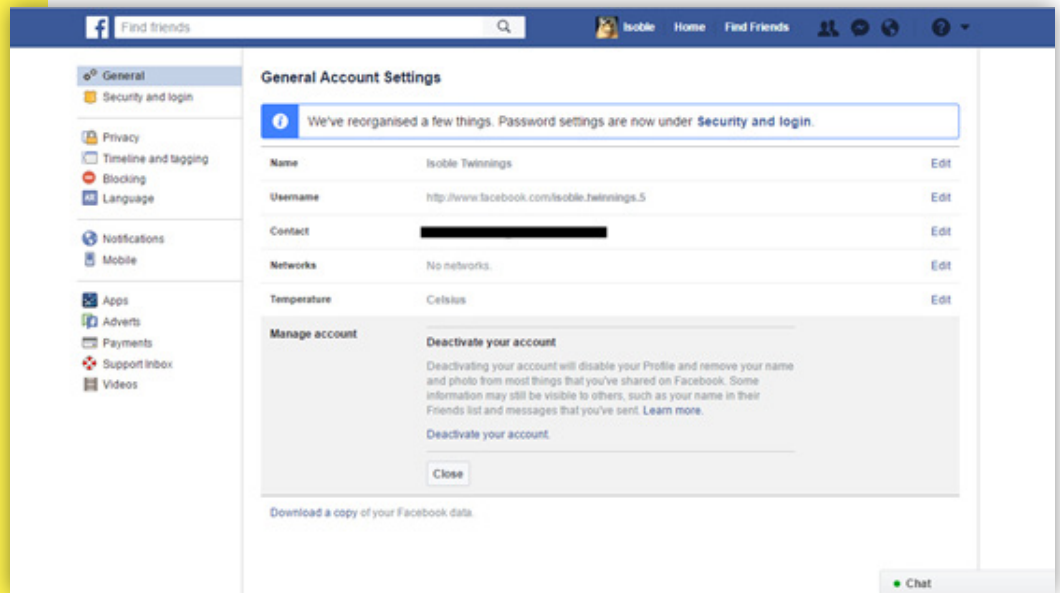 f
Find friends
Isoble Home Find Friends
General
Security and login
Privacy
Timeline and tagging
Blocking
Language
Notifications
Mobile
Apps
Adverts
Payments
Support Inbox
Videos
General Account Settings
We've reorganised a few things. Password settings are now under Security and login.
Name Isoble Twinnings Edit
Username http://www.facebook.com/isoble.twinnings.5 Edit
Contact Edit
Networks No networks. Edit
Temperature Celsius Edit
Manage account
Deactivate your account
Deactivating your account will disable your Profile and remove your name
and photo from most things that you've shared on Facebook. Some
information may still be visible to others, such as your name in their
Friends list and messages that you've sent. Learn more.
Deactivate your account.
Close
Download a copy of your Facebook data.
Chat